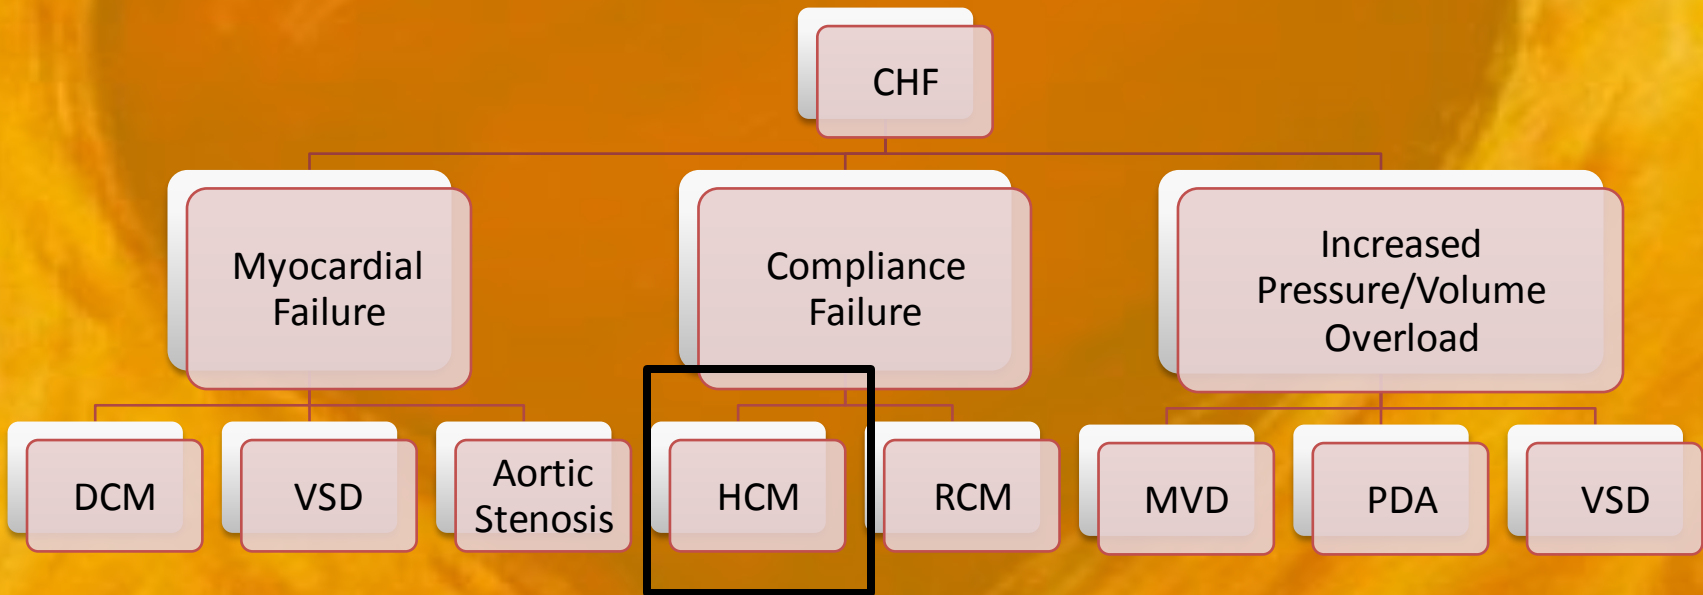 CHF
Myocardial
Failure
Compliance
Failure
Increased
Pressure/Volume
Overload
DCM
VSD
Aortic
Stenosis
HCM
RCM
MVD
PDA
VSD